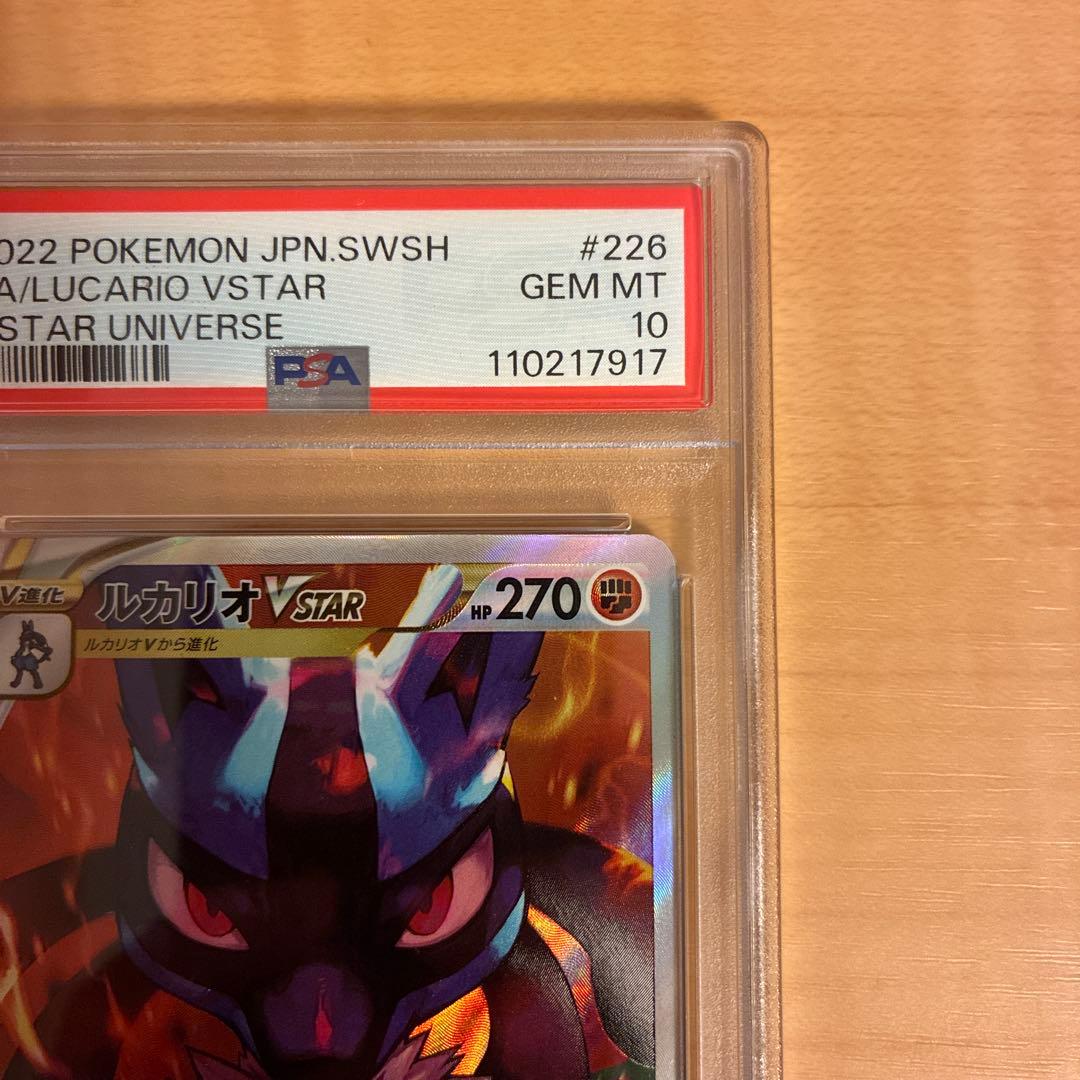 022 POKEMON JPN.SWSH #226
A/LUCARIO VSTAR GEM MT
STAR UNIVERSE 10
PSA 110217917
V進化 ルカリオVSTAR HP 270
ルカリオVから進化